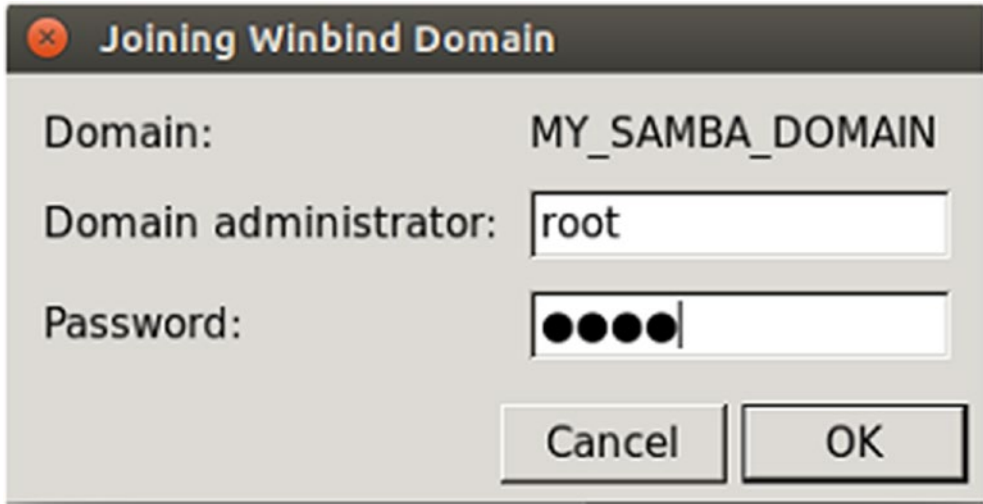 Joining Winbind Domain
Domain: MY_SAMBA_DOMAIN
Domain administrator: root
Password: ●●●●
Cancel OK